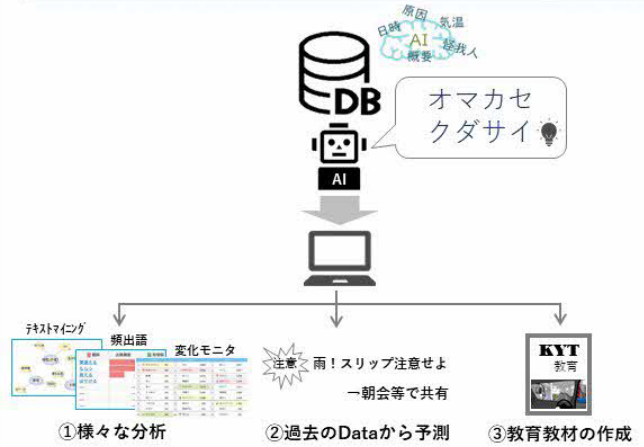 原因
日時
気温
AI
怪我人
概要
DB
オマカセ
クダサイ
AI
テキストマイニング
頻出語
変化モニタ
注意
雨!スリップ注意せよ
→朝会等で共有
KYT
教育
①様々な分析
②過去のDataから予測
③教育教材の作成